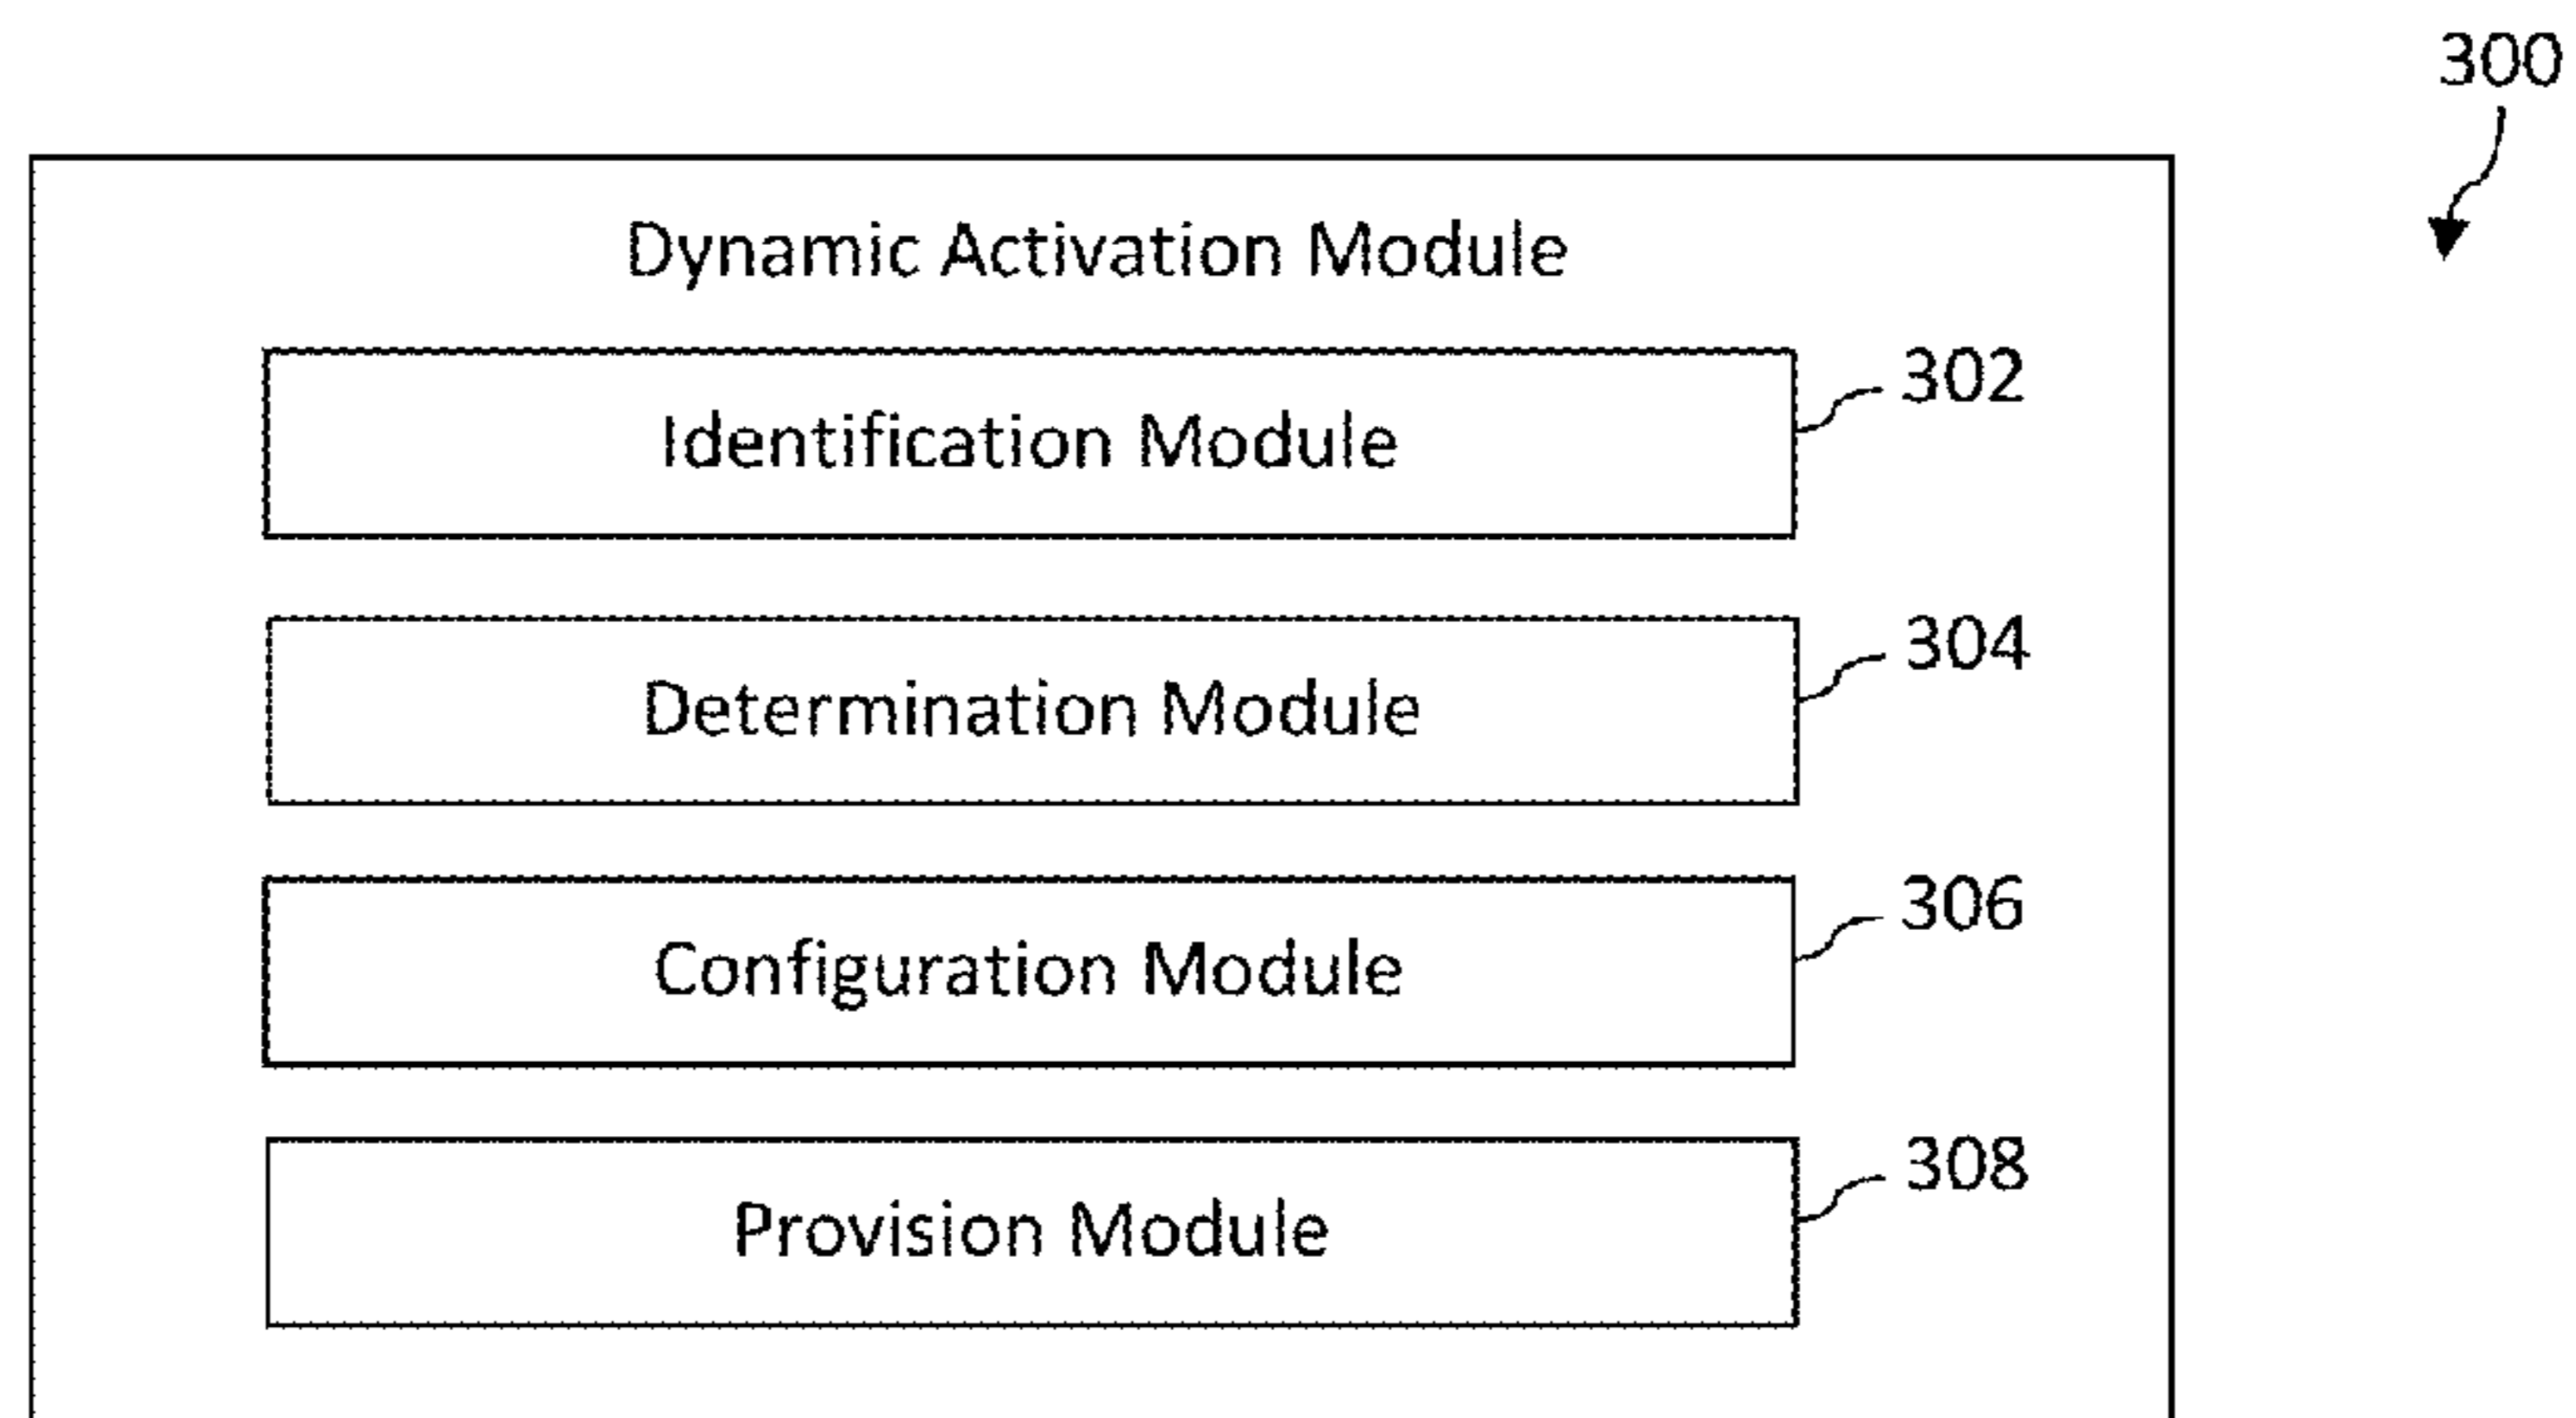 300
Dynamic Activation Module
Identification Module
302
Determination Module
304
Configuration Module
306
Provision Module
308